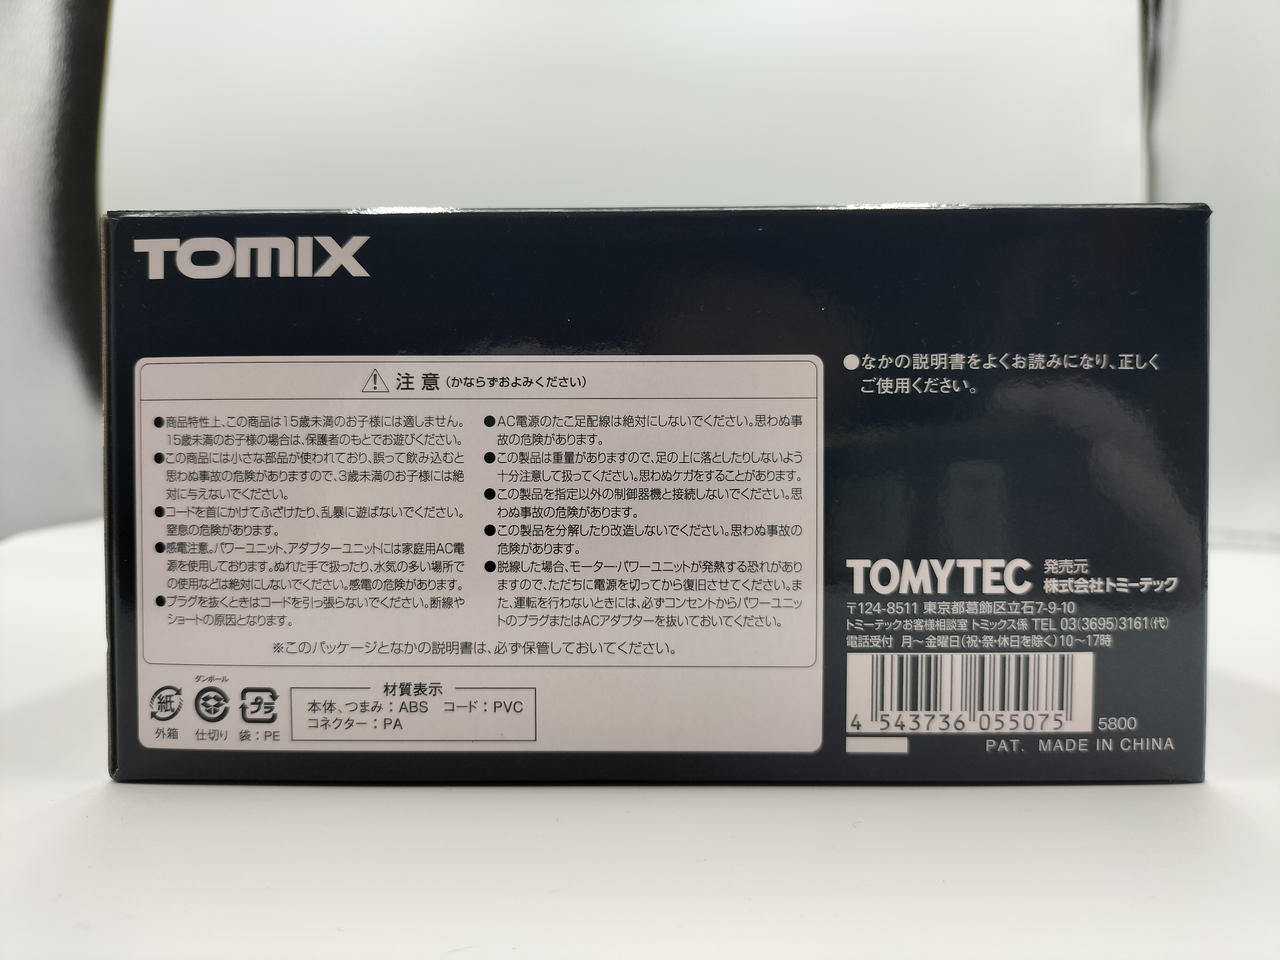 TOMIX
注意(かならずおよみください)
●商品特性上、この商品は15歳未満のお子様には適しません。
15歳未満のお子様の場合は、保護者のもとでお遊びください。
●この商品には小さな部品が使われており、誤って飲み込むと
思わぬ事故の危険がありますので、3歳未満のお子様には絶
対に与えないでください。
●コードを首にかけてふざけたり、乱暴に遊ばないでください。
窒息の危険があります。
●感電注意。パワーユニット、アダプターユニットには家庭用AC電
源を使用しております。ぬれた手で扱ったり、水気の多い場所で
の使用などは絶対にしないでください。感電の危険があります。
●プラグを抜くときはコードを引っ張らないでください。断線や
ショートの原因となります。
●AC電源のたこ足配線は絶対にしないでください。思わぬ事
故の危険があります。
●この製品は重量がありますので、足の上に落としたりしないよう
十分注意して扱ってください。思わぬケガをすることがあります。
●この製品を指定以外の制御器機と接続しないでください。思
わぬ事故の危険があります。
●この製品を分解したり改造しないでください。思わぬ事故の
危険があります。
●脱線した場合、モーター・パワーユニットが発熱する恐れがあり
ますので、ただちに電源を切ってから復旧させてください。ま
た、運転を行わないときには、必ずコンセントからパワーユニッ
トのプラグまたはACアダプターを抜いておいてください。
※このパッケージとなかの説明書は、必ず保管しておいてください。
紙
外箱
ダンボール
仕切り
プラ
袋:PE
材質表示
本体、つまみ:ABS コード:PVC
コネクター:PA
●なかの説明書をよくお読みになり、正しく
ご使用ください。
TOMYTEC
発売元
株式会社トミーテック
〒124-8511 東京都葛飾区立石7-9-10
トミーテックお客様相談室 トミックス係 TEL 03(3695)3161(代)
電話受付 月～金曜日(祝・祭・休日を除く)10～17時
4 543736 055075
5800
PAT. MADE IN CHINA